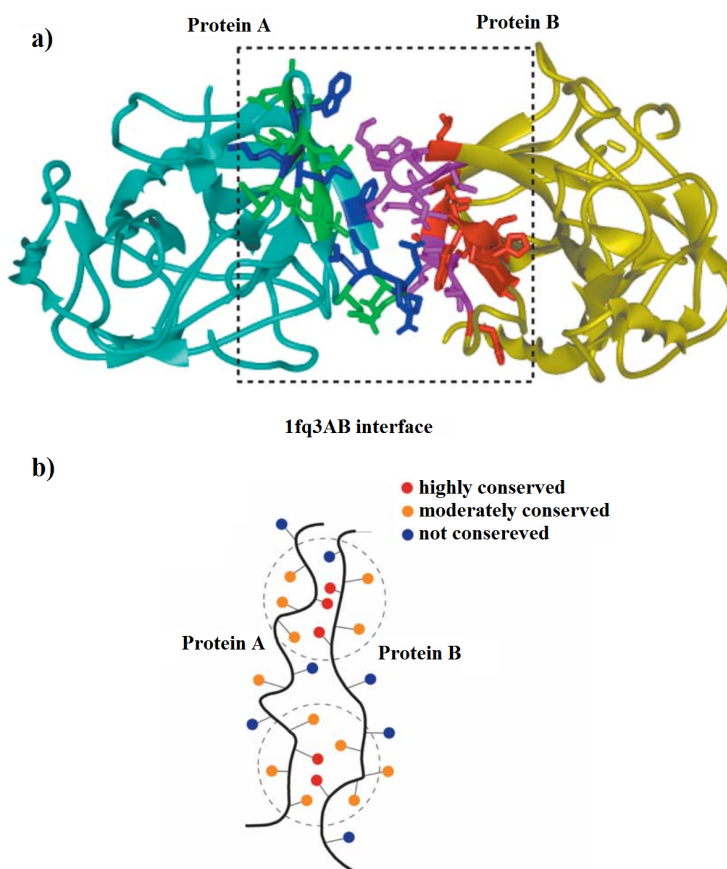 Protein A
Protein B
a)
1fq3AB interface
b)
highly conserved
moderately conserved
not consereved
Protein A
Protein B